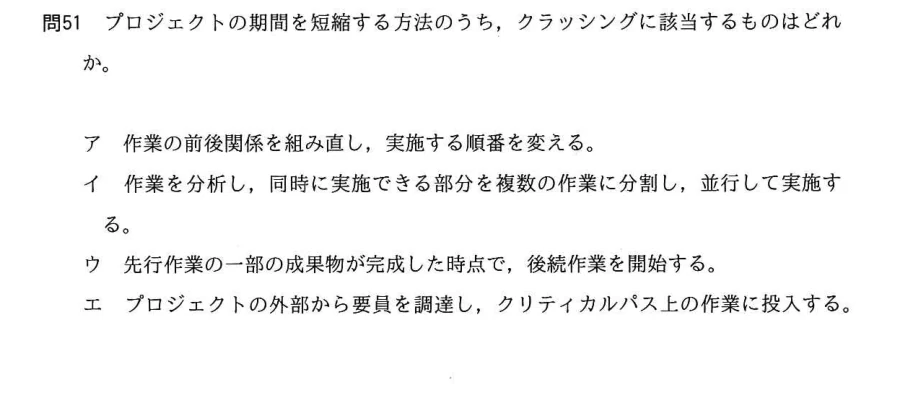 問51 プロジェクトの期間を短縮する方法のうち，クラッシングに該当するものはどれ
か。
ア 作業の前後関係を組み直し，実施する順番を変える。
イ 作業を分析し，同時に実施できる部分を複数の作業に分割し，並行して実施す
る。
ウ 先行作業の一部の成果物が完成した時点で，後続作業を開始する。
エ プロジェクトの外部から要員を調達し，クリティカルパス上の作業に投入する。